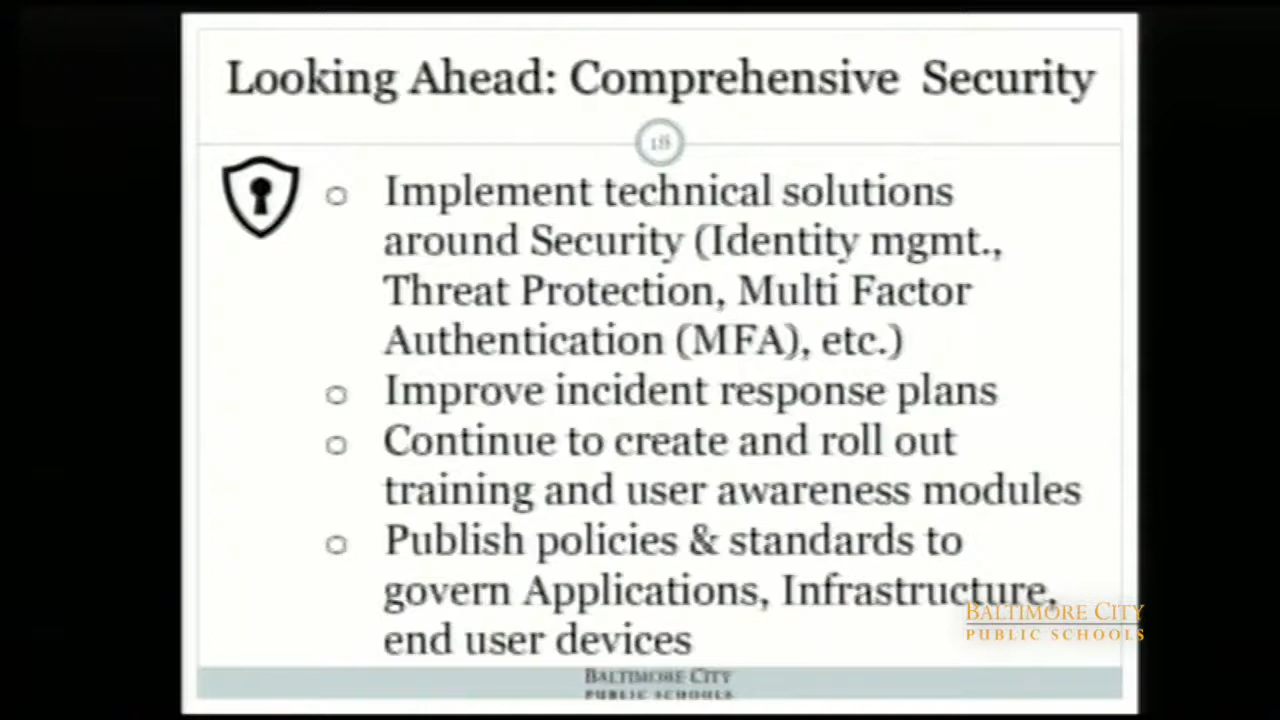 Looking Ahead: Comprehensive Security
18
Implement technical solutions
around Security (Identity mgmt.,
Threat Protection, Multi Factor
Authentication (MFA), etc.)
Improve incident response plans
Continue to create and roll out
training and user awareness modules
Publish policies & standards to
govern Applications, Infrastructure,
end user devices
BALTIMORE CITY
PUBLIC SCHOOLS
BALTIMORE CITY
PUBLIC SCHOOLS